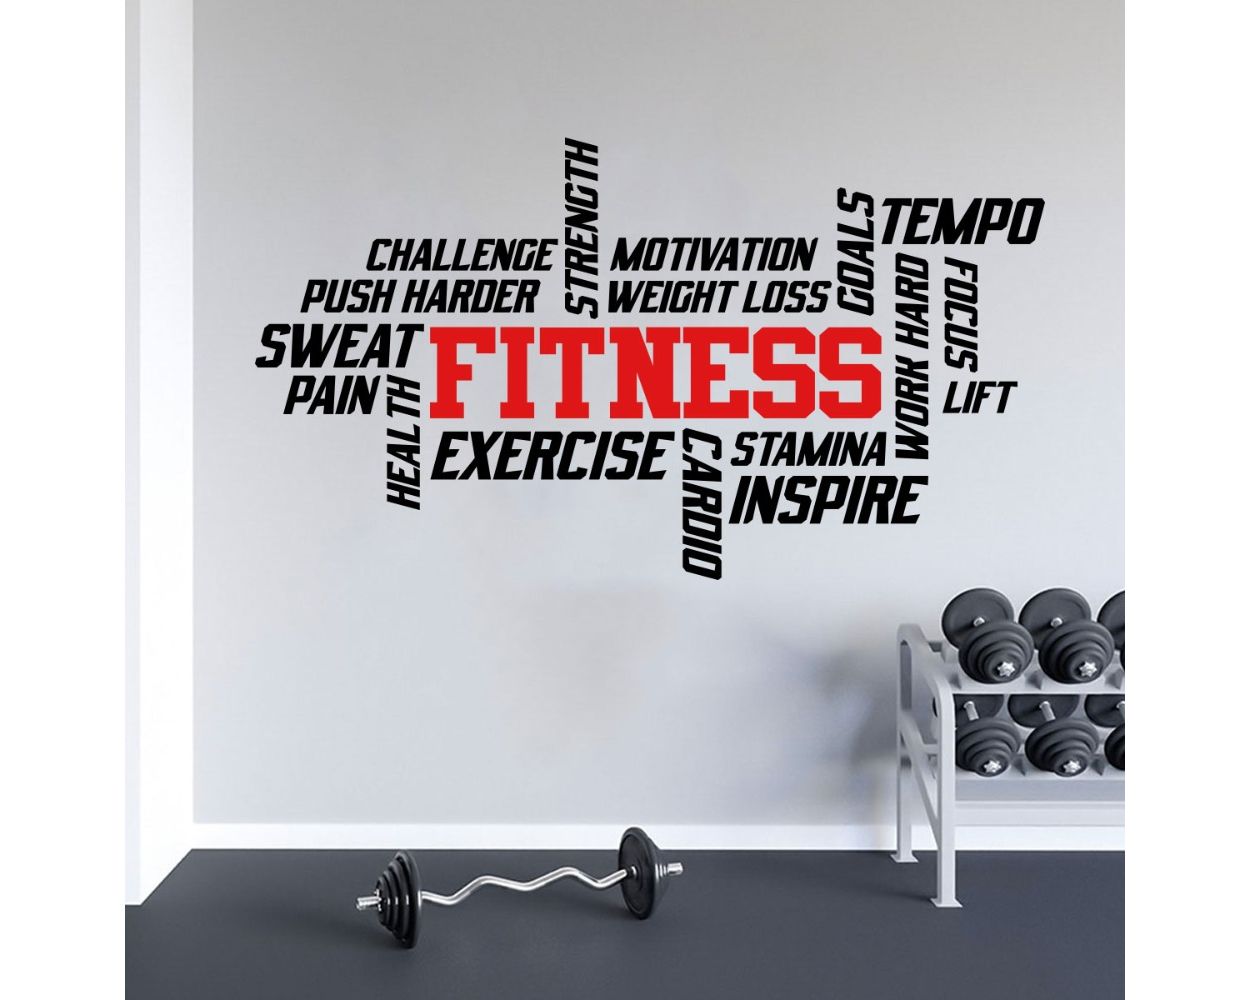 STRENGTH
GOALS
TEMPO
CHALLENGE
MOTIVATION
PUSH HARDER
WEIGHT LOSS
WORK HARD
FOCUS
SWEAT
FITNESS
PAIN
HEALTH
LIFT
EXERCISE
CARDIO
STAMINA
INSPIRE